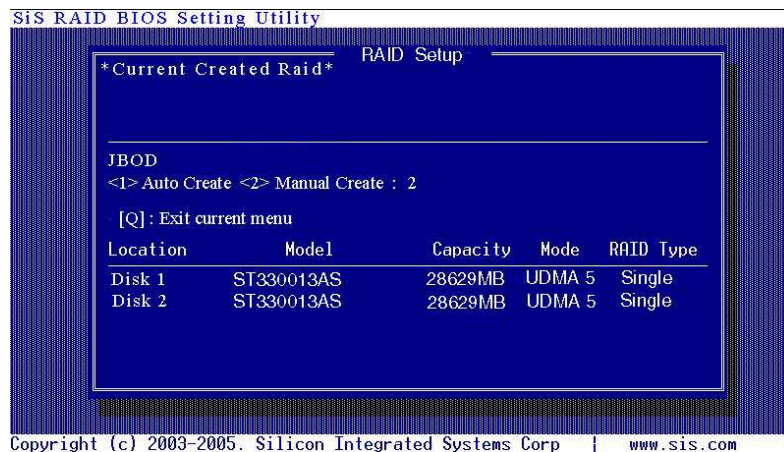 SiS RAID BIOS Setting Utility
RAID Setup
*Current Created Raid*
JBOD
<1> Auto Create <2> Manual Create : 2
[Q] : Exit current menu
Location Model Capacity Mode RAID Type
Disk 1 ST330013AS 28629MB UDMA 5 Single
Disk 2 ST330013AS 28629MB UDMA 5 Single
Copyright (c) 2003-2005. Silicon Integrated Systems Corp | www.sis.com